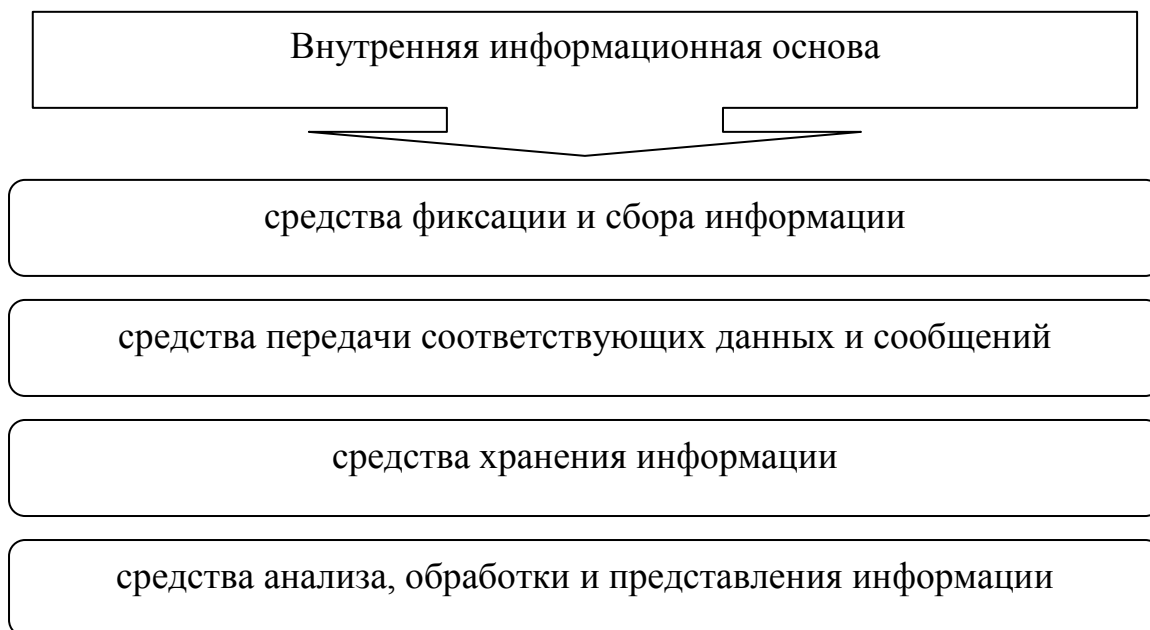 Внутренняя информационная основа
средства фиксации и сбора информации
средства передачи соответствующих данных и сообщений
средства хранения информации
средства анализа, обработки и представления информации